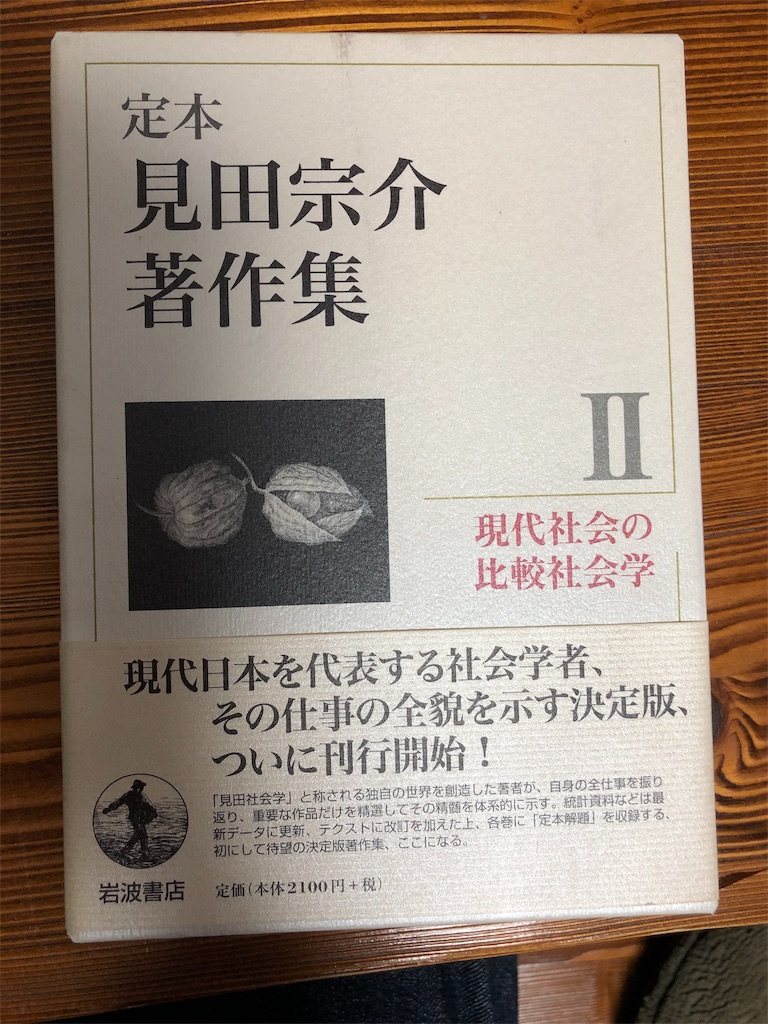 定本
見田宗介
著作集
II
現代社会の
比較社会学
現代日本を代表する社会学者、
その仕事の全貌を示す決定版、
ついに刊行開始！
「見田社会学」と称される独自の世界を創造した著者が、自身の全仕事を振り
返り、重要な作品だけを精選してその精髄を体系的に示す。統計資料などは最
新データに更新、テクストに改訂を加えた上、各巻に「定本解題」を収録する、
初にして待望の決定版著作集、ここになる。
岩波書店
定価(本体2100円+税)